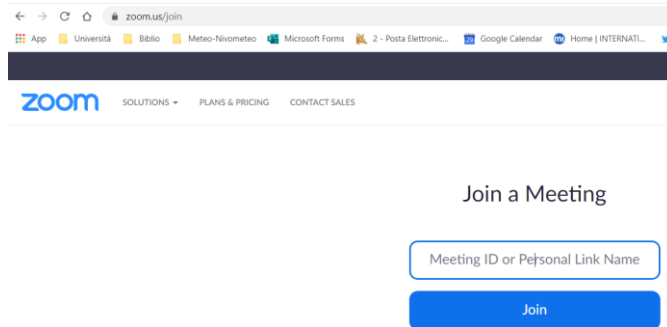 zoom.us/join
App Università Biblio Meteo-Nivometeo Microsoft Forms 2 - Posta Elettronic... 29 Google Calendar Home | INTERNATI...
zoom SOLUTIONS PLANS & PRICING CONTACT SALES
Join a Meeting
Meeting ID or Personal Link Name
Join